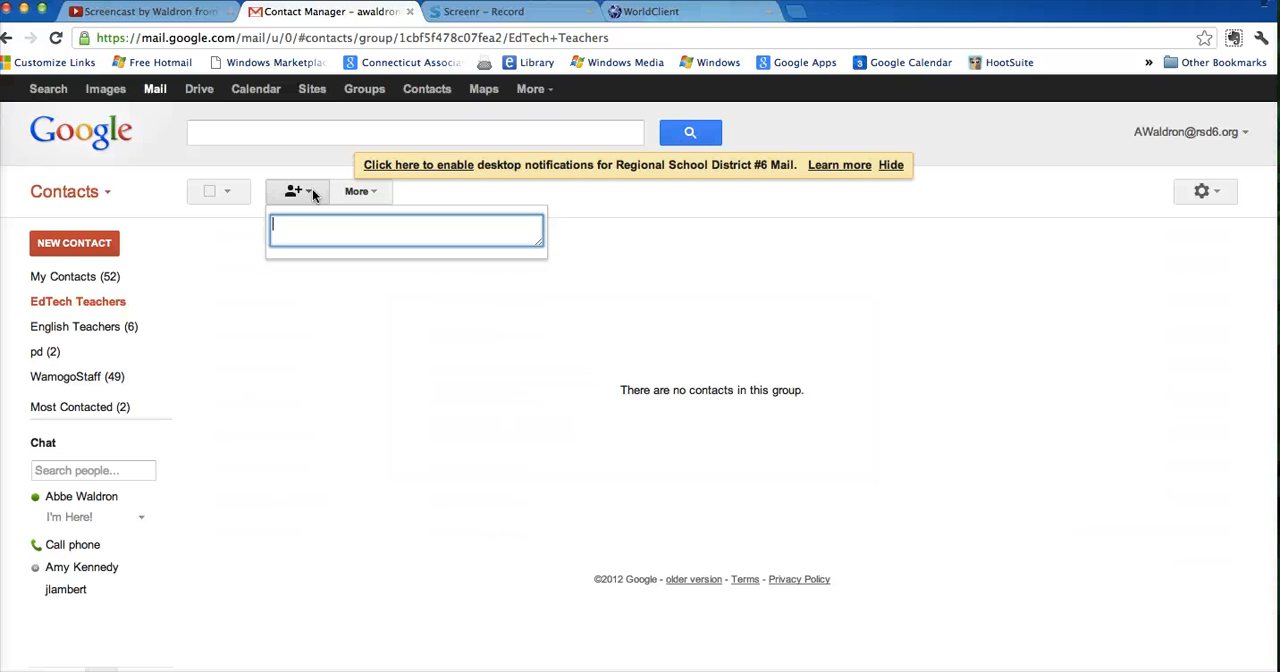 Screencast by Waldron from
Contact Manager – awaldron
Screenr – Record
WorldClient
https://mail.google.com/mail/u/0/#contacts/group/1cbf5f478c07fea2/EdTech+Teachers
Customize Links Free Hotmail Windows Marketplac Connecticut Associa Library Windows Media Windows Google Apps Google Calendar HootSuite » Other Bookmarks
Search Images Mail Drive Calendar Sites Groups Contacts Maps More
Google
AWaldron@rsd6.org
Click here to enable desktop notifications for Regional School District #6 Mail. Learn more Hide
Contacts
More
NEW CONTACT
My Contacts (52)
EdTech Teachers
English Teachers (6)
pd (2)
WamogoStaff (49)
Most Contacted (2)
There are no contacts in this group.
Chat
Search people...
Abbe Waldron
I'm Here!
Call phone
Amy Kennedy
jlambert
©2012 Google - older version - Terms - Privacy Policy